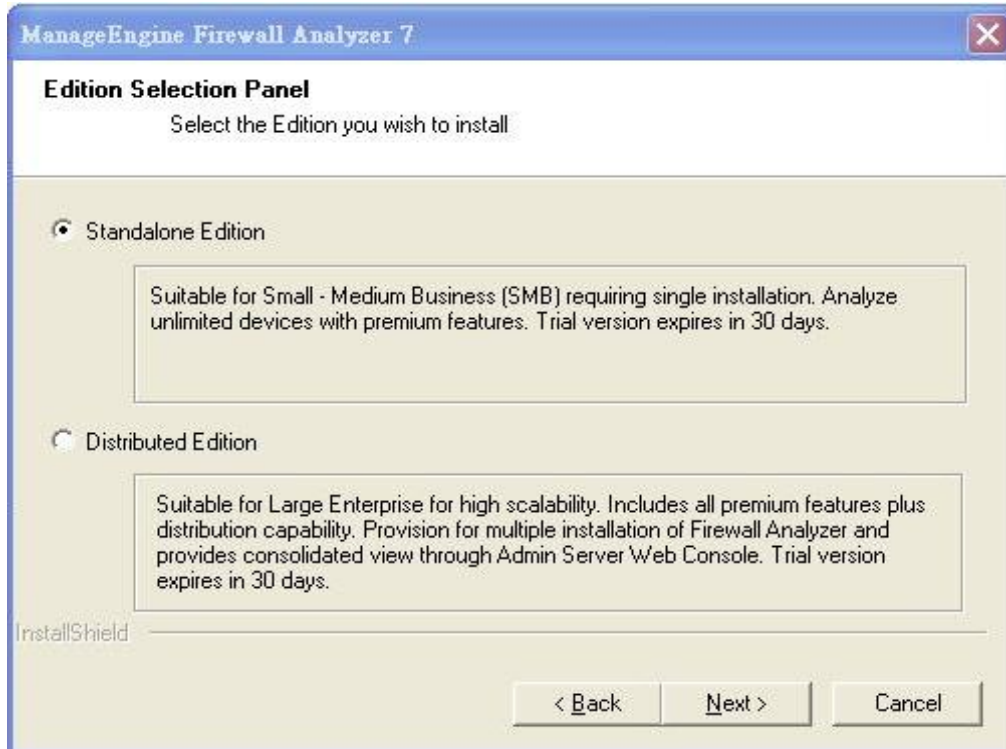 ManageEngine Firewall Analyzer 7
Edition Selection Panel
Select the Edition you wish to install
Standalone Edition
Suitable for Small - Medium Business (SMB) requiring single installation. Analyze
unlimited devices with premium features. Trial version expires in 30 days.
Distributed Edition
Suitable for Large Enterprise for high scalability. Includes all premium features plus
distribution capability. Provision for multiple installation of Firewall Analyzer and
provides consolidated view through Admin Server Web Console. Trial version
expires in 30 days.
InstallShield
< Back Next > Cancel